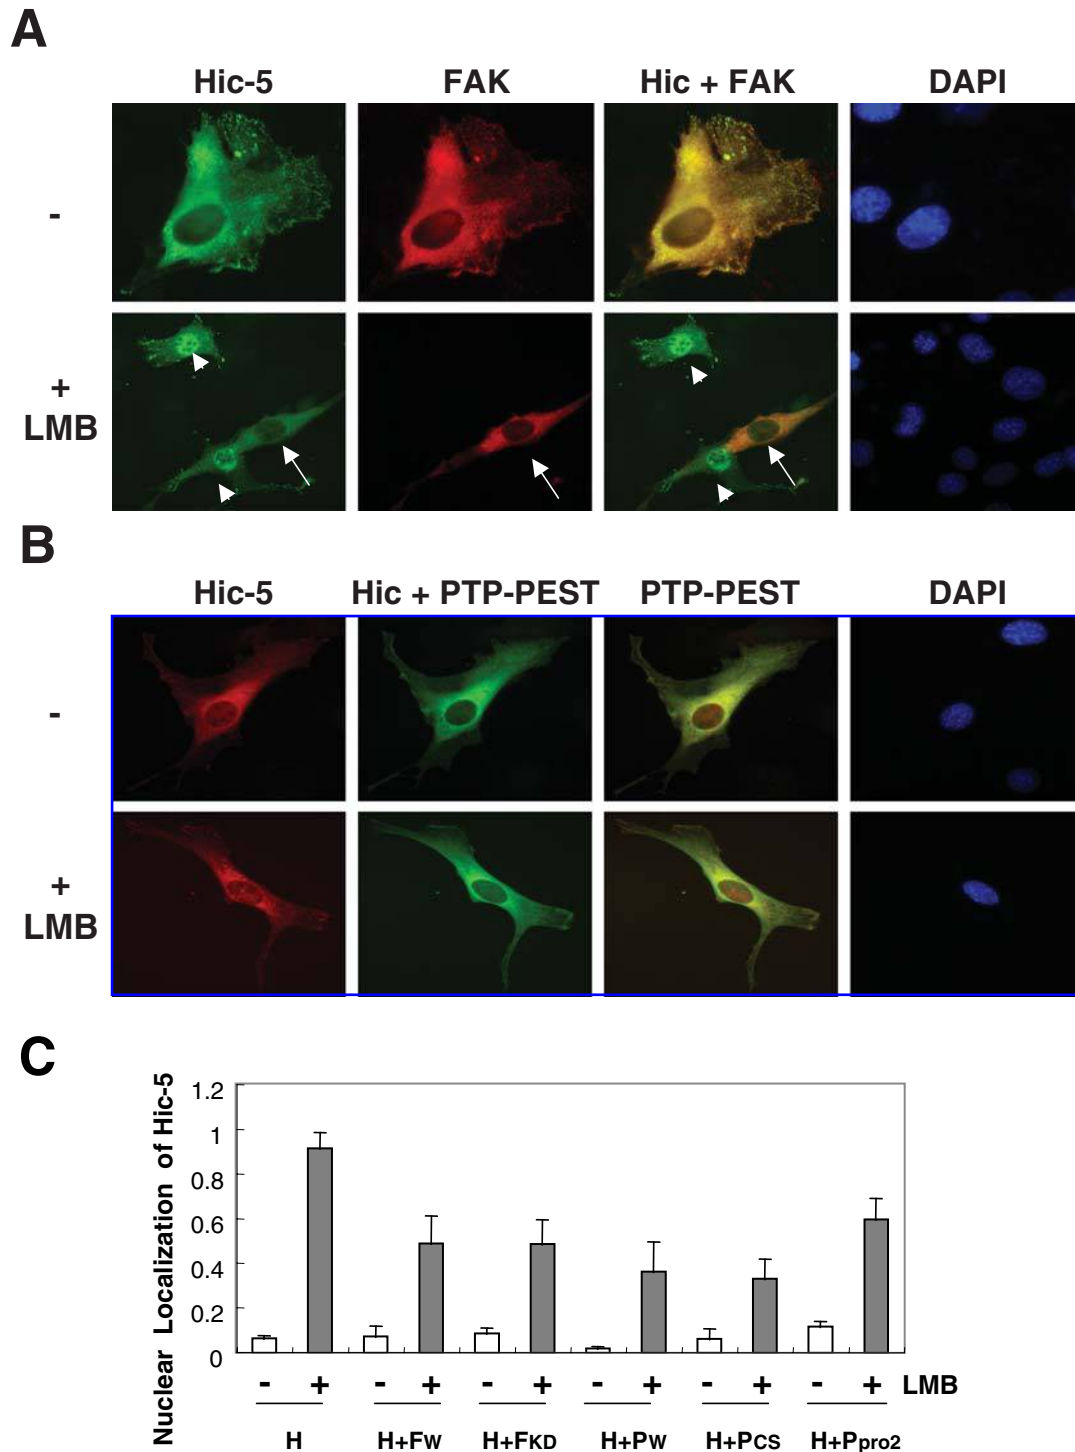 A
Hic-5 FAK Hic + FAK DAPI
-
+
LMB
B
Hic-5 Hic + PTP-PEST PTP-PEST DAPI
-
+
LMB
C
Nuclear Localization of Hic-5
1.2
1
0.8
0.6
0.4
0.2
0
- + - + - + - + - + - + LMB
H H+FW H+FKD H+PW H+PCS H+Ppro2